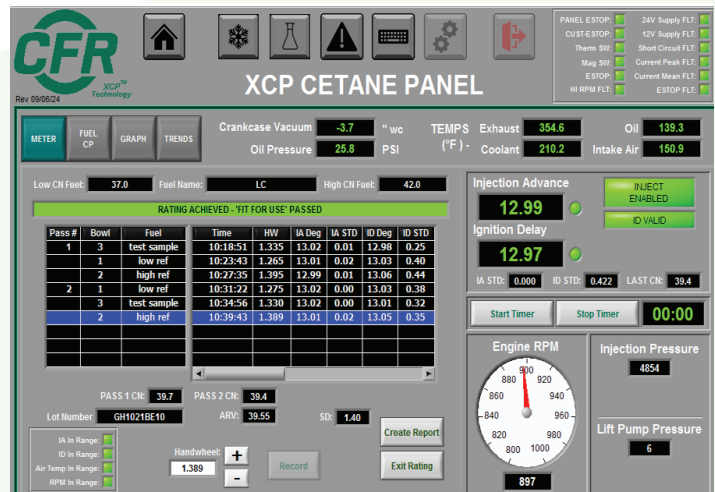 CFR
XCP™
Technology
Rev 09/06/24
XCP CETANE PANEL
PANEL ESTOP: 24V Supply FLT:
CUST-ESTOP: 12V Supply FLT:
Therm SW: Short Circuit FLT:
Mag SW: Current Peak FLT:
ESTOP: Current Mean FLT:
HI RPM FLT: ESTOP FLT:
METER
FUEL CP
GRAPH
TRENDS
Crankcase Vacuum -3.7 " wc
Oil Pressure 25.8 PSI
TEMPS (°F) -
Exhaust 354.6 Oil 139.3
Coolant 210.2 Intake Air 150.9
Low CN Fuel: 37.0 Fuel Name: LC High CN Fuel: 42.0
RATING ACHIEVED - 'FIT FOR USE' PASSED
Pass # Bowl Fuel Time HW IA Deg IA STD ID Deg ID STD
1 3 test sample 10:18:51 1.335 13.02 0.01 12.98 0.25
1 low ref 10:23:43 1.265 13.01 0.02 13.03 0.40
2 high ref 10:27:35 1.395 12.99 0.01 13.06 0.44
2 1 low ref 10:31:22 1.275 13.02 0.00 13.03 0.38
3 test sample 10:34:56 1.330 13.02 0.00 13.01 0.32
2 high ref 10:39:43 1.389 13.01 0.02 13.05 0.35
PASS 1 CN: 39.7 PASS 2 CN: 39.4
Lot Number GH1021BE10 ARV: 39.55 SD: 1.40
IA In Range:
ID In Range:
Air Temp In Range:
RPM In Range:
Handwheel:
1.389
+
-
Record
Create Report
Exit Rating
Injection Advance
12.99
INJECT ENABLED
ID VALID
Ignition Delay
12.97
IA STD: 0.000 ID STD: 0.422 LAST CN: 39.4
Start Timer Stop Timer 00:00
Engine RPM
900
880 920
860 940
840 960
820 980
800 1000
897
Injection Pressure
4854
Lift Pump Pressure
6